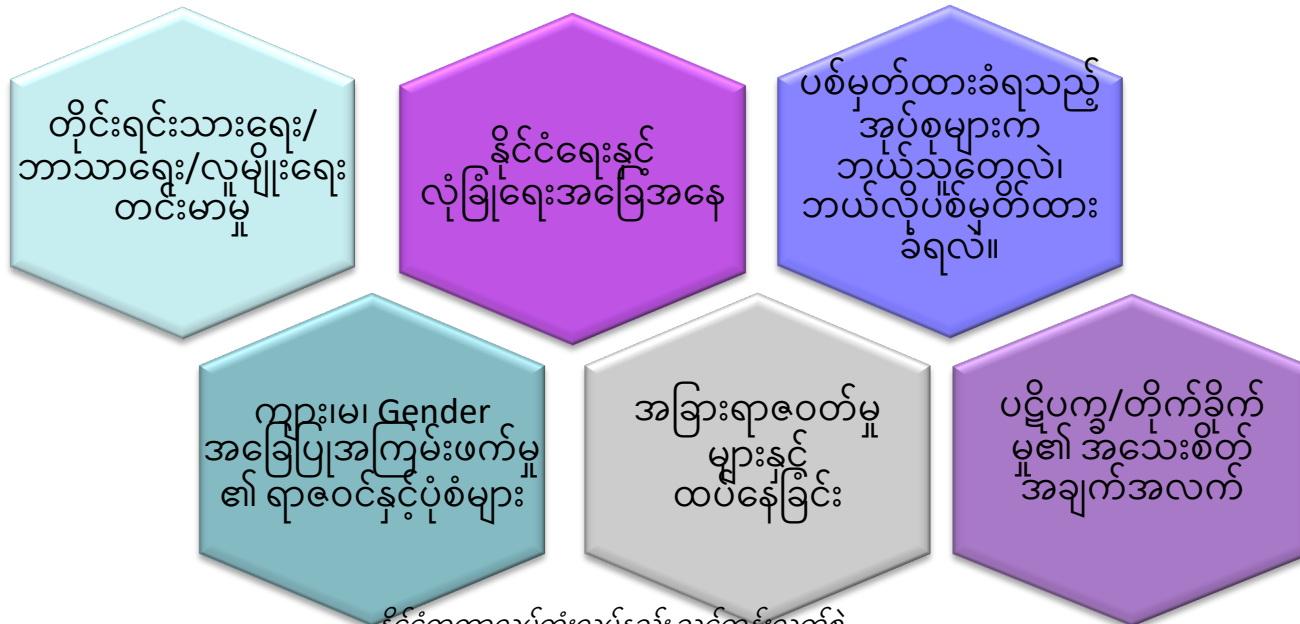 တိုင်းရင်းသားရေး/
ဘာသာရေး/လူမျိုးရေး
တင်းမာမှု
နိုင်ငံရေးနှင့်
လုံခြုံရေးအခြေအနေ
ပစ်မှတ်ထားခံရသည့်
အုပ်စုများက
ဘယ်သူတွေလဲ၊
ဘယ်လိုပစ်မှတ်ထား
ခံရလဲ။
ကျား၊မ၊ Gender
အခြေပြုအကြမ်းဖက်မှု
၏ ရာဇဝင်နှင့်ပုံစံများ
အခြားရာဇဝတ်မှု
များနှင့်
ထပ်နေခြင်း
ပဋိပက္ခ/တိုက်ခိုက်
မှု၏ အသေးစိတ်
အချက်အလက်